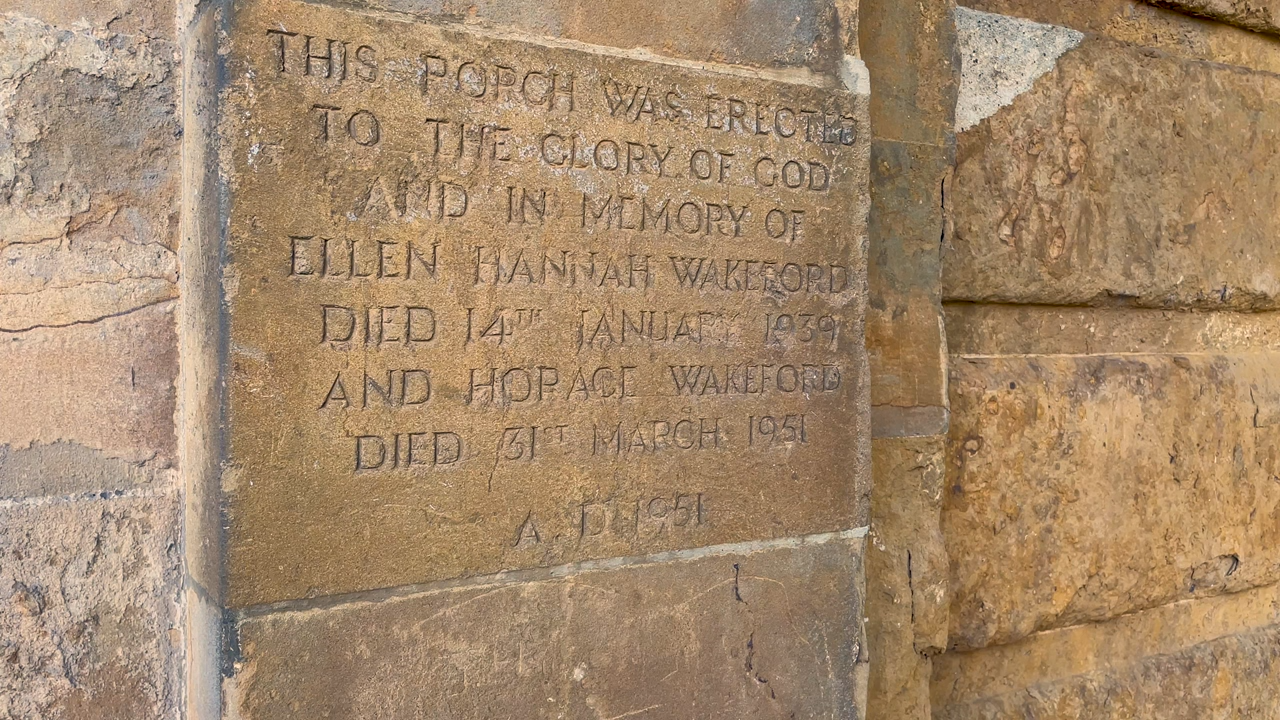 THIS PORCH WAS ERECTED
TO THE GLORY OF GOD
AND IN MEMORY OF
ELLEN HANNAH WAKEFORD
DIED 14TH JANUARY 1939
AND HORACE WAKEFORD
DIED 31ST MARCH 1951
A. D. 1951